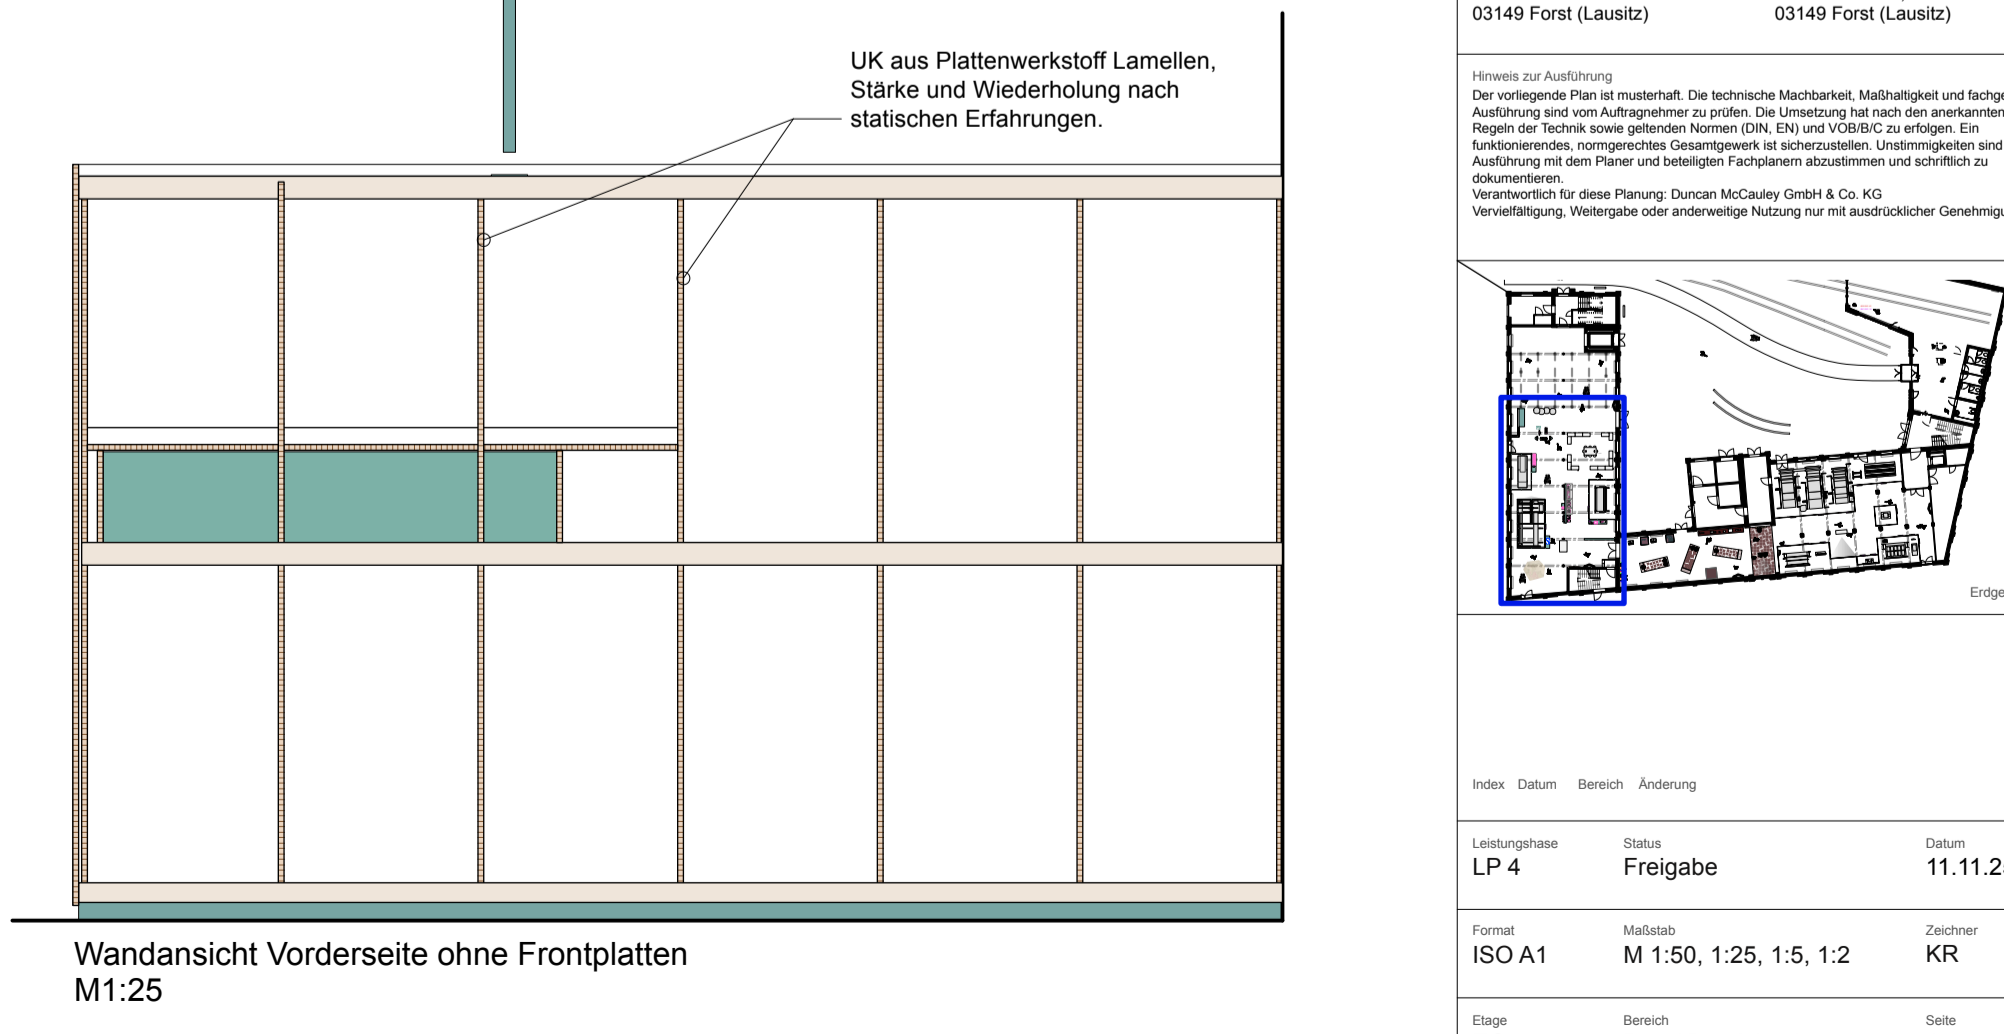 UK aus Plattenwerkstoff Lamellen,
Stärke und Wiederholung nach
statischen Erfahrungen.
Wandansicht Vorderseite ohne Frontplatten
M1:25
03149 Forst (Lausitz) 03149 Forst (Lausitz)
Hinweis zur Ausführung
Der vorliegende Plan ist musterhaft. Die technische Machbarkeit, Maßhaltigkeit und fachge
Ausführung sind vom Auftragnehmer zu prüfen. Die Umsetzung hat nach den anerkannten
Regeln der Technik sowie geltenden Normen (DIN, EN) und VOB/B/C zu erfolgen. Ein
funktionierendes, normgerechtes Gesamtgewerk ist sicherzustellen. Unstimmigkeiten sind
Ausführung mit dem Planer und beteiligten Fachplanern abzustimmen und schriftlich zu
dokumentieren.
Verantwortlich für diese Planung: Duncan McCauley GmbH & Co. KG
Vervielfältigung, Weitergabe oder anderweitige Nutzung nur mit ausdrücklicher Genehmigu
Erdge
Index Datum Bereich Änderung
Leistungshase Status Datum
LP 4 Freigabe 11.11.2
Format Maßstab Zeichner
ISO A1 M 1:50, 1:25, 1:5, 1:2 KR
Etage Bereich Seite